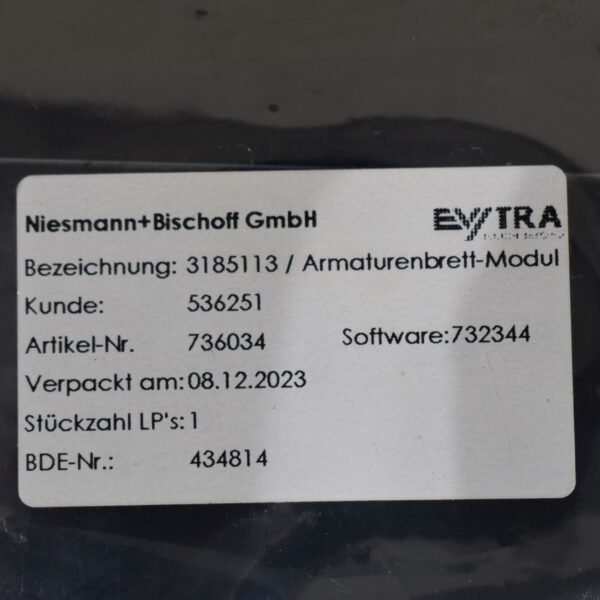 Niesmann+Bischoff GmbH
EVTRA
Bezeichnung: 3185113 / Armaturenbrett-Modul
Kunde: 536251
Artikel-Nr. 736034 Software:732344
Verpackt am: 08.12.2023
Stückzahl LP's: 1
BDE-Nr.: 434814